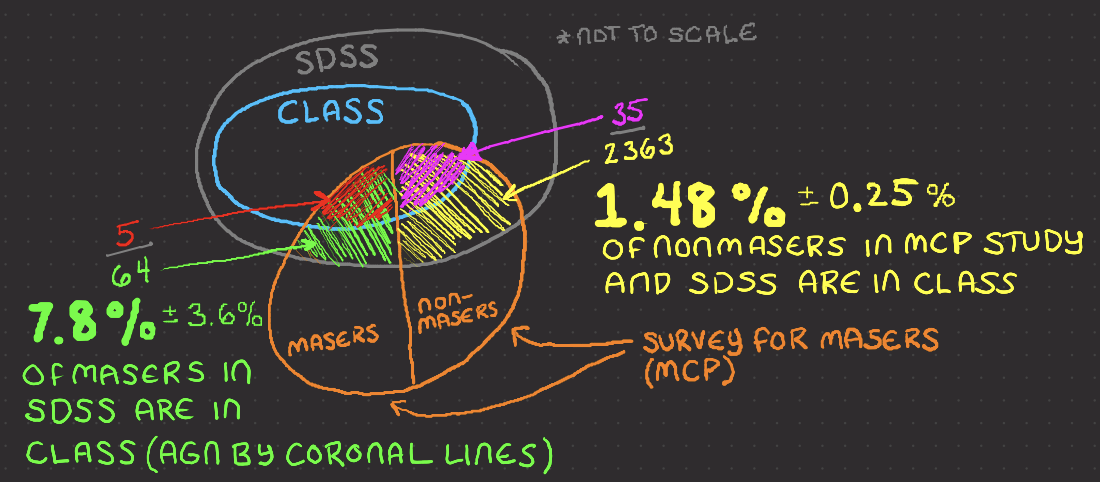 *NOT TO SCALE
SDSS
CLASS
35
2363
1.48% ± 0.25%
OF NONMASERS IN MCP STUDY
AND SDSS ARE IN CLASS
5
64
7.8% ± 3.6%
OF MASERS IN
SDSS ARE IN
CLASS (AGN BY CORONAL LINES)
MASERS
NON-
MASERS
SURVEY FOR MASERS
(MCP)